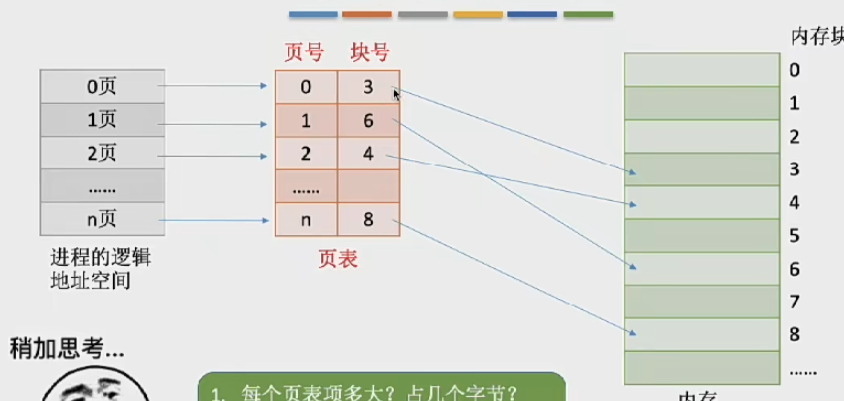 页号 块号
内存块
0页 0 3 0
1页 1 6 1
2页 2 4 2
…… …… 3
n页 n 8 4
5
6
7
8
……
进程的逻辑
地址空间
页表
稍加思考...
1. 每个页表项多大？占几个字节？
内存